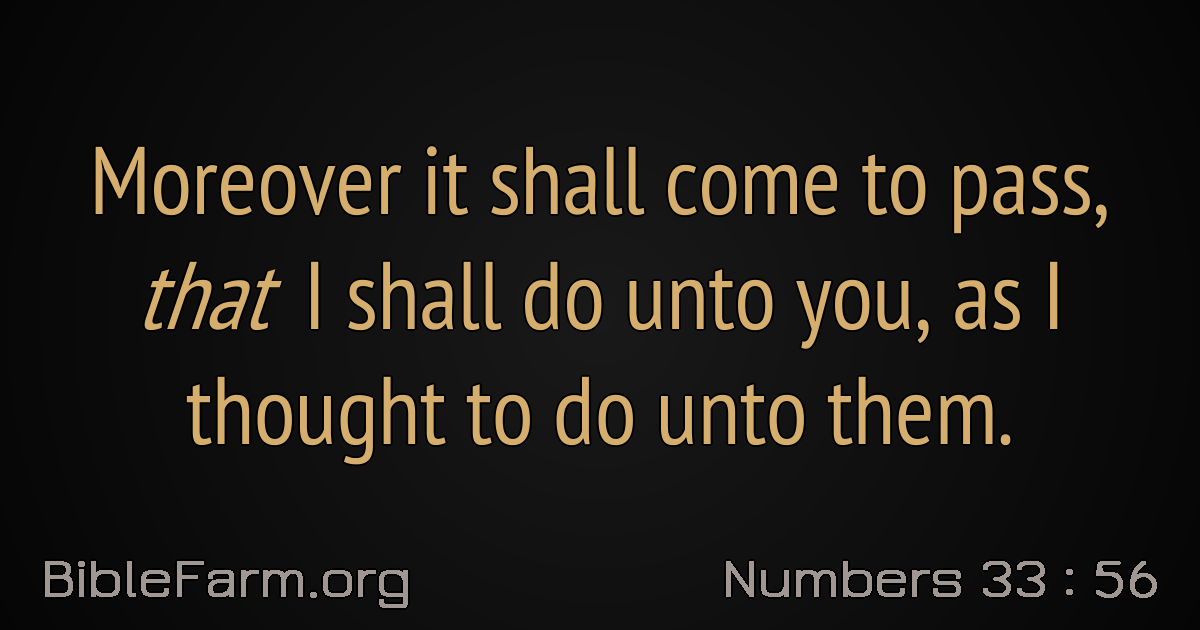 Moreover it shall come to pass,
that I shall do unto you, as I
thought to do unto them.
BibleFarm.org
Numbers 33 : 56